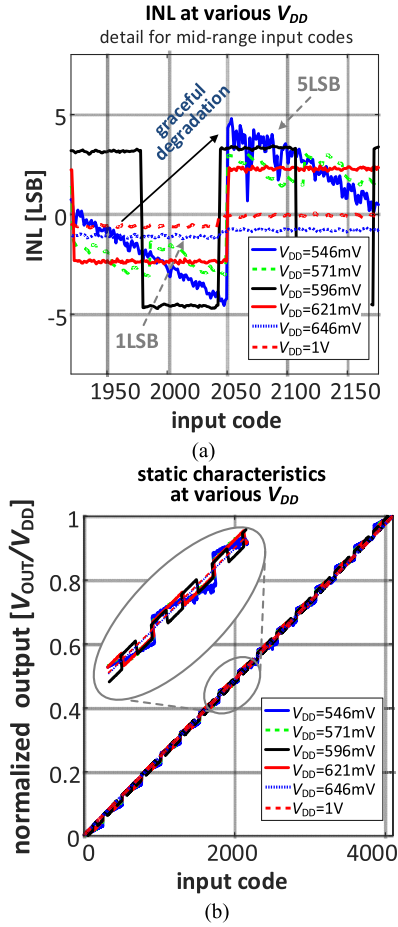 INL at various VDD
detail for mid-range input codes
INL [LSB]
5
0
-5
graceful
degradation
5LSB
1LSB
VDD=546mV
VDD=571mV
VDD=596mV
VDD=621mV
VDD=646mV
VDD=1V
1950 2000 2050 2100 2150
input code
(a)
static characteristics
at various VDD
normalized output [VOUT/VDD]
1
0.8
0.6
0.4
0.2
0
VDD=546mV
VDD=571mV
VDD=596mV
VDD=621mV
VDD=646mV
VDD=1V
0 2000 4000
input code
(b)